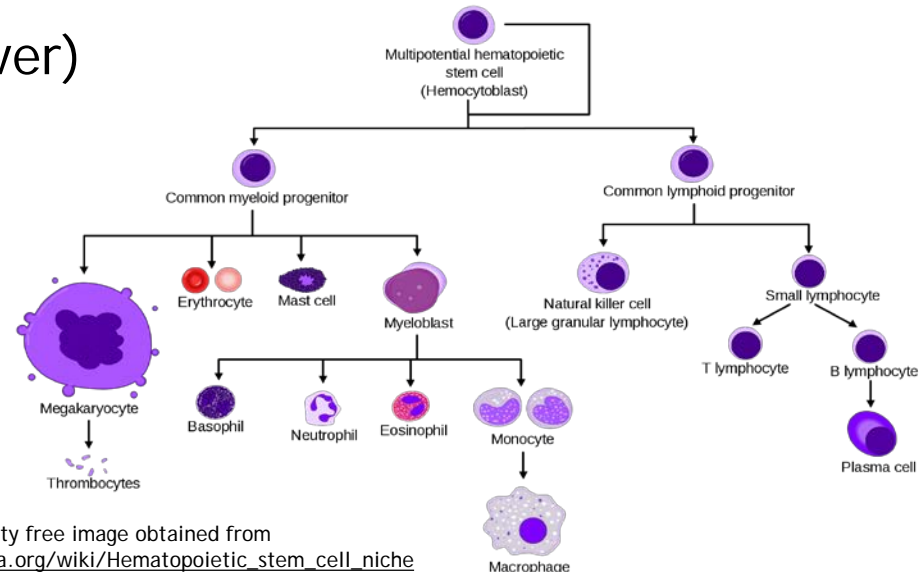 ver)
Multipotential hematopoietic
stem cell
(Hemocytoblast)
Common myeloid progenitor
Common lymphoid progenitor
Erythrocyte
Mast cell
Myeloblast
Natural killer cell
(Large granular lymphocyte)
Small lymphocyte
T lymphocyte
B lymphocyte
Megakaryocyte
Basophil
Neutrophil
Eosinophil
Monocyte
Plasma cell
Thrombocytes
Macrophage
ty free image obtained from
a.org/wiki/Hematopoietic_stem_cell_niche